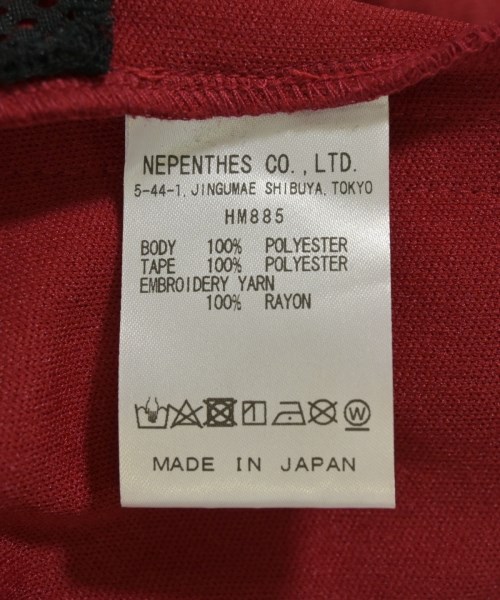 NEPENTHES CO.,LTD.
5-44-1, JINGUMAE SHIBUYA, TOKYO
HM885
BODY 100% POLYESTER
TAPE 100% POLYESTER
EMBROIDERY YARN
100% RAYON
W
MADE IN JAPAN